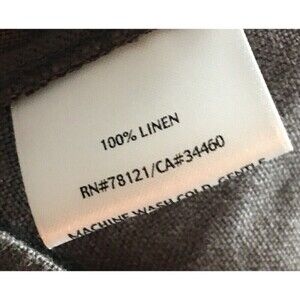 100% LINEN
RN#78121/CA#34460
MACHINE WASH COLD, GENTLE